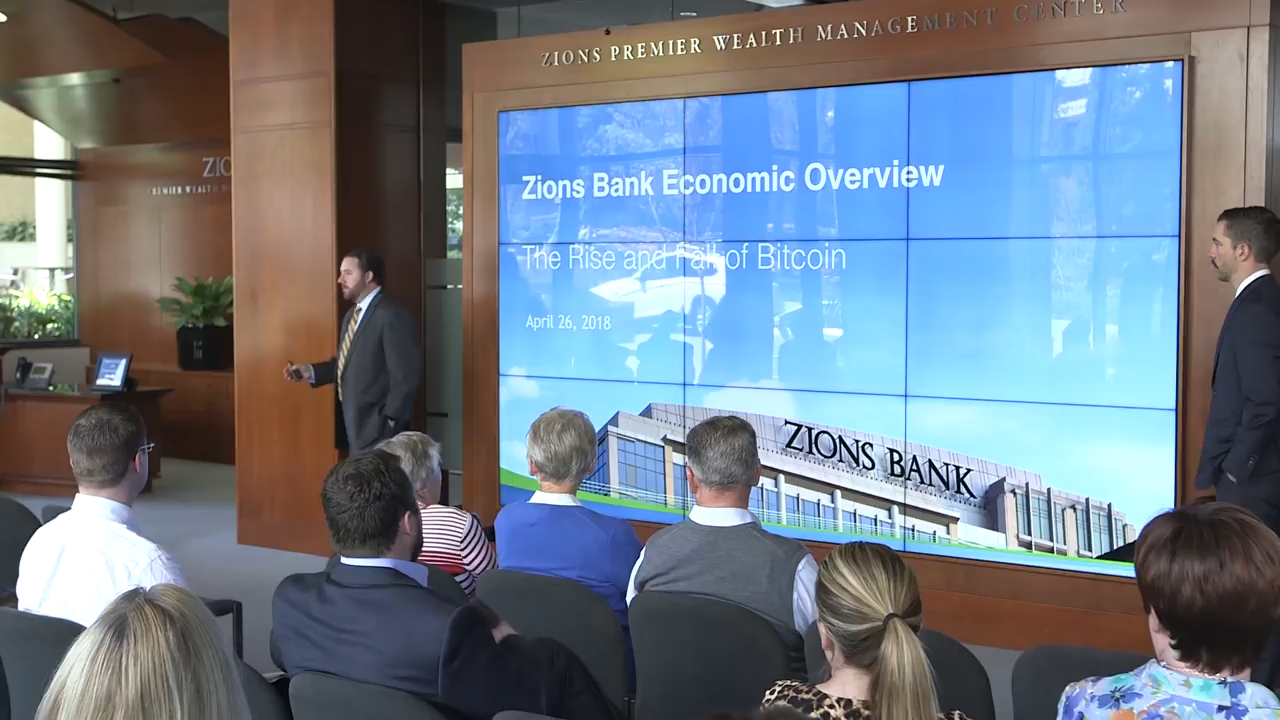 ZIONS PREMIER WEALTH MANAGEMENT CENTER
ZIO
PREMIER WEALTH
Zions Bank Economic Overview
The Rise and Fall of Bitcoin
April 26, 2018
ZIONS BANK